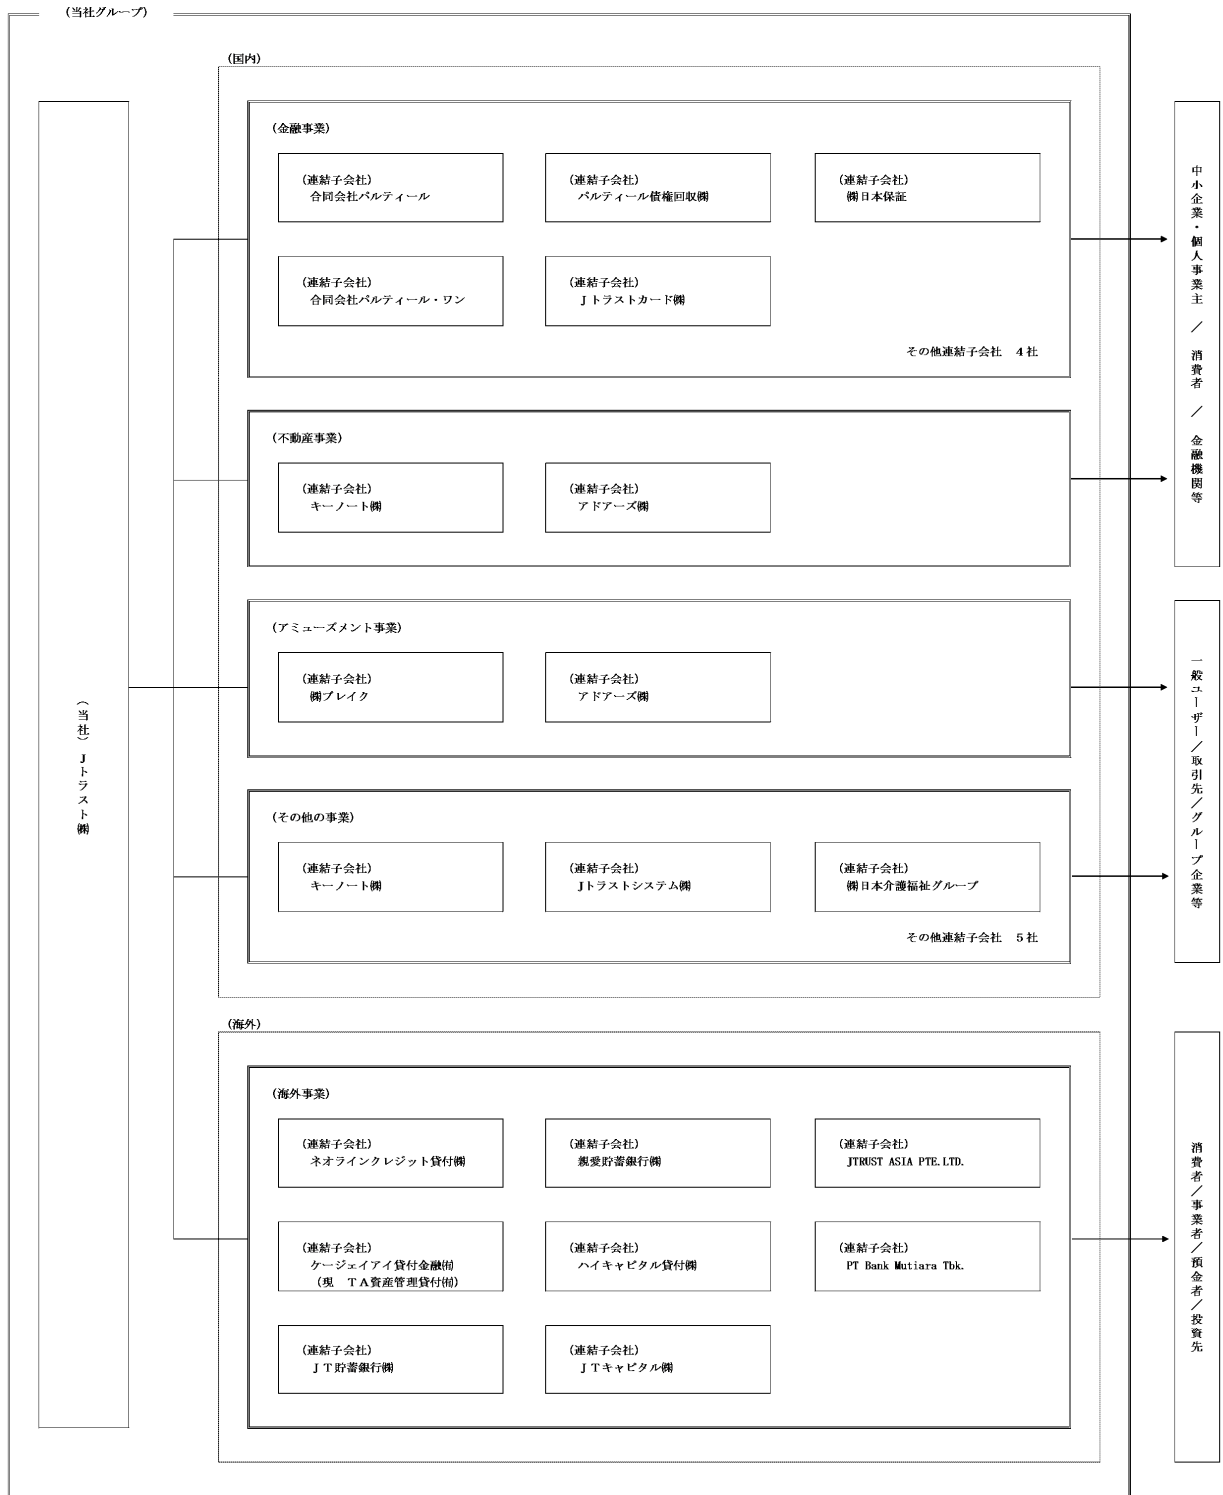 (当社グループ)
(国内)
(当社) Jトラスト㈱
(金融事業)
(連結子会社)
合同会社パルティール
(連結子会社)
パルティール債権回収㈱
(連結子会社)
㈱日本保証
(連結子会社)
合同会社パルティール・ワン
(連結子会社)
Jトラストカード㈱
その他連結子会社 4社
(不動産事業)
(連結子会社)
キーノート㈱
(連結子会社)
アドアーズ㈱
中小企業・個人事業主 / 消費者 / 金融機関等
(アミューズメント事業)
(連結子会社)
㈱ブレイク
(連結子会社)
アドアーズ㈱
(その他の事業)
(連結子会社)
キーノート㈱
(連結子会社)
Jトラストシステム㈱
(連結子会社)
㈱日本介護福祉グループ
その他連結子会社 5社
一般ユーザー/取引先/グループ企業等
(海外)
(海外事業)
(連結子会社)
ネオラインクレジット貸付㈱
(連結子会社)
親愛貯蓄銀行㈱
(連結子会社)
JTRUST ASIA PTE.LTD.
(連結子会社)
ケージェイアイ貸付金融㈲
(現 TA資産管理貸付㈲)
(連結子会社)
ハイキャピタル貸付㈱
(連結子会社)
PT Bank Mutiara Tbk.
(連結子会社)
JT貯蓄銀行㈱
(連結子会社)
JTキャピタル㈱
消費者/事業者/預金者/投資先